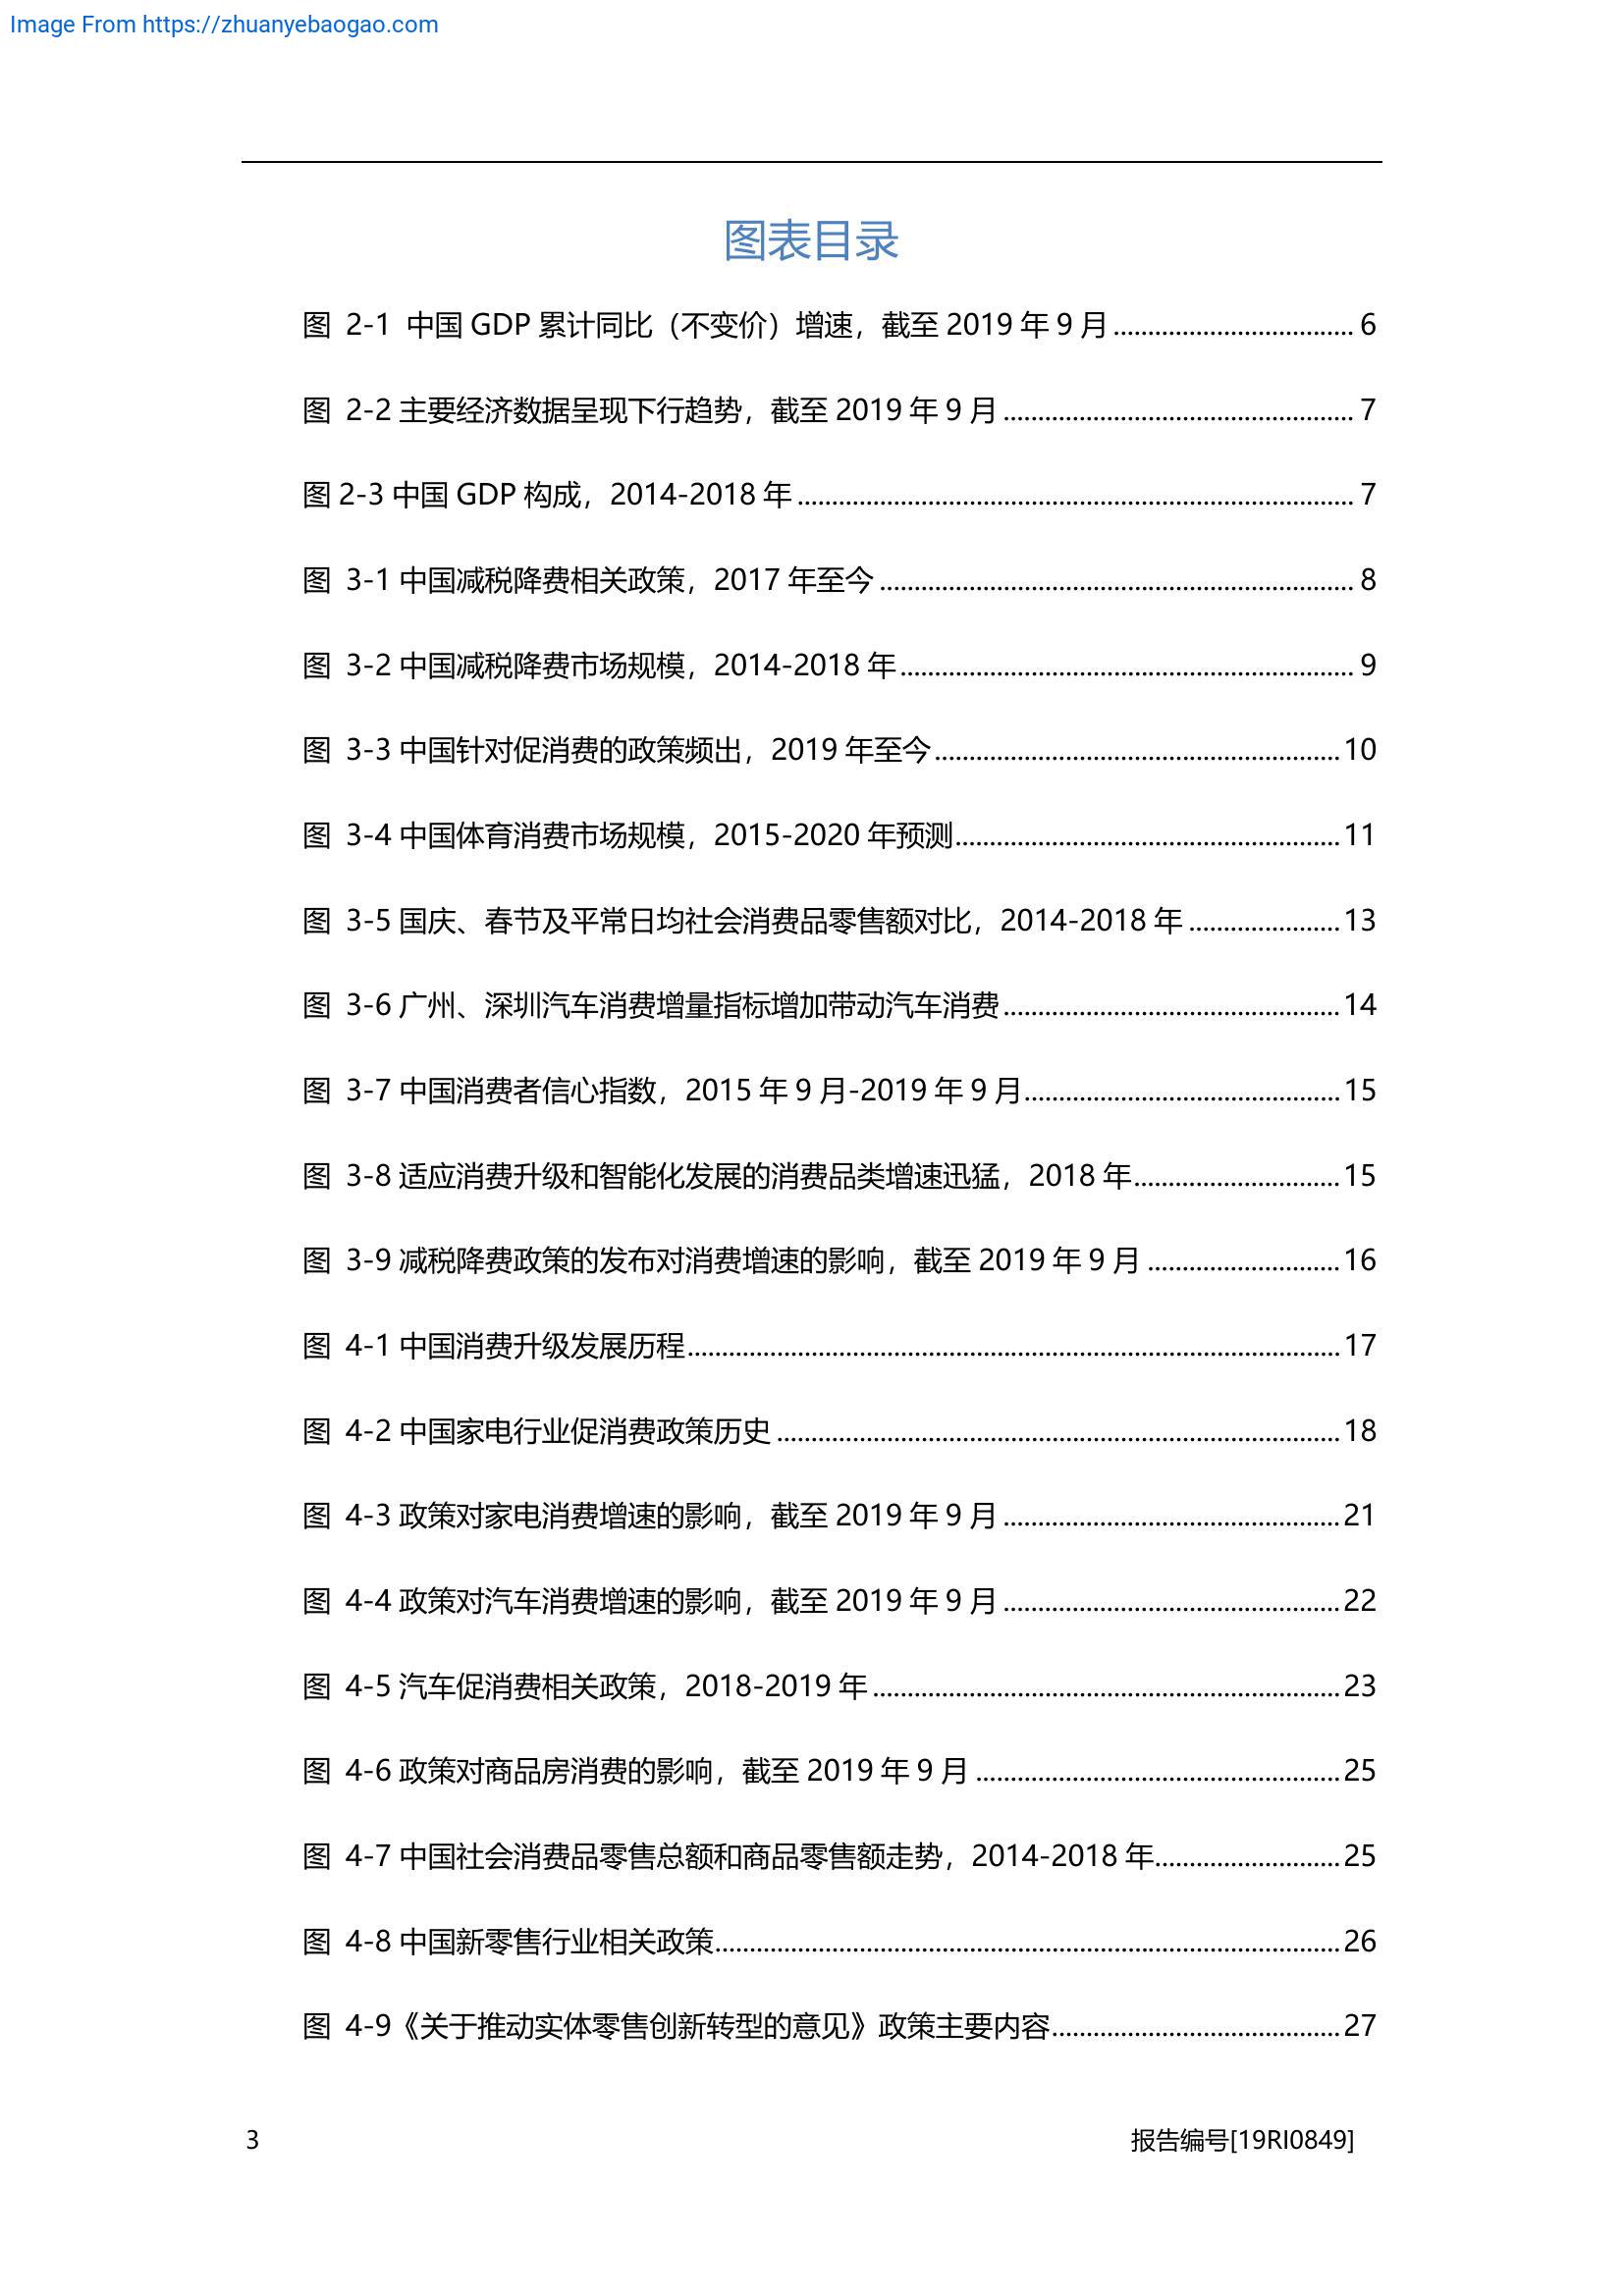 Image From https://zhuanyebaogao.com
图表目录
图 2-1 中国 GDP 累计同比（不变价）增速，截至 2019 年 9 月................................... 6
图 2-2 主要经济数据呈现下行趋势，截至 2019 年 9 月................................................... 7
图 2-3 中国 GDP 构成，2014-2018 年................................................................................. 7
图 3-1 中国减税降费相关政策，2017 年至今..................................................................... 8
图 3-2 中国减税降费市场规模，2014-2018 年.................................................................. 9
图 3-3 中国针对促消费的政策频出，2019 年至今...........................................................10
图 3-4 中国体育消费市场规模，2015-2020 年预测........................................................11
图 3-5 国庆、春节及平常日均社会消费品零售额对比，2014-2018 年......................13
图 3-6 广州、深圳汽车消费增量指标增加带动汽车消费.................................................14
图 3-7 中国消费者信心指数，2015 年 9 月-2019 年 9 月..............................................15
图 3-8 适应消费升级和智能化发展的消费品类增速迅猛，2018 年..............................15
图 3-9 减税降费政策的发布对消费增速的影响，截至 2019 年 9 月............................16
图 4-1 中国消费升级发展历程...............................................................................................17
图 4-2 中国家电行业促消费政策历史..................................................................................18
图 4-3 政策对家电消费增速的影响，截至 2019 年 9 月.................................................21
图 4-4 政策对汽车消费增速的影响，截至 2019 年 9 月.................................................22
图 4-5 汽车促消费相关政策，2018-2019 年....................................................................23
图 4-6 政策对商品房消费的影响，截至 2019 年 9 月.....................................................25
图 4-7 中国社会消费品零售总额和商品零售额走势，2014-2018 年...........................25
图 4-8 中国新零售行业相关政策...........................................................................................26
图 4-9《关于推动实体零售创新转型的意见》政策主要内容..........................................27
3
报告编号[19RI0849]